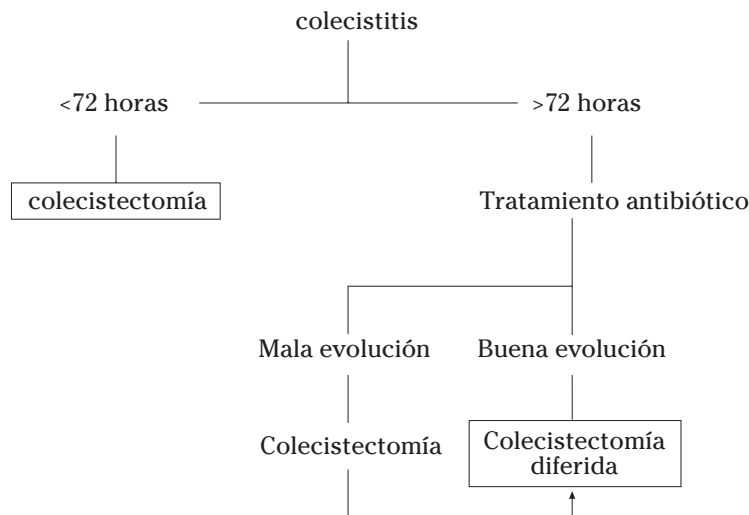 colecistitis
<72 horas
>72 horas
colecistectomía
Tratamiento antibiótico
Mala evolución
Buena evolución
Colecistectomía
Colecistectomía
diferida